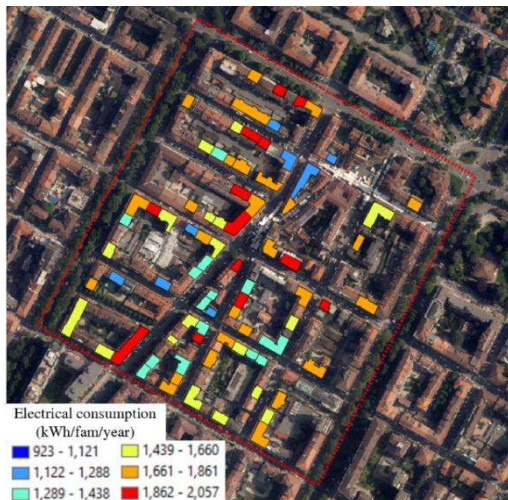 Electrical consumption
(kWh/fam/year)
923 - 1,121
1,439 - 1,660
1,122 - 1,288
1,661 - 1,861
1,289 - 1,438
1,862 - 2,057